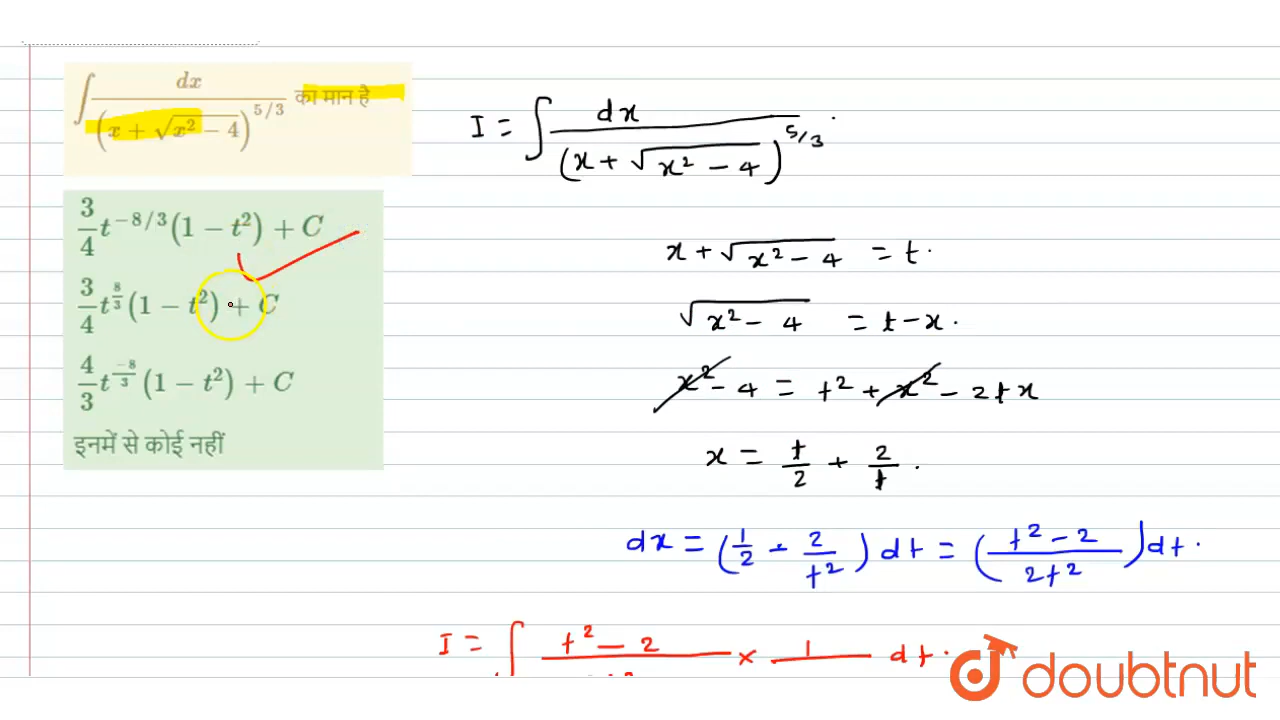 ∫ dx / (x + √x² − 4)^5/3 का मान है
3/4 t^−8/3 (1 − t²) + C
3/4 t^8/3 (1 − t²) + C
4/3 t^−8/3 (1 − t²) + C
इनमें से कोई नहीं
I = ∫ dx / (x + √x² − 4)^5/3 .
x + √x² − 4 = t .
√x² − 4 = t − x .
x² − 4 = t² + x² − 2tx
x = t/2 + 2/t .
dx = (1/2 − 2/t²) dt = (t² − 2 / 2t²) dt .
I = ∫ t² − 2 × 1 dt .
doubtnut